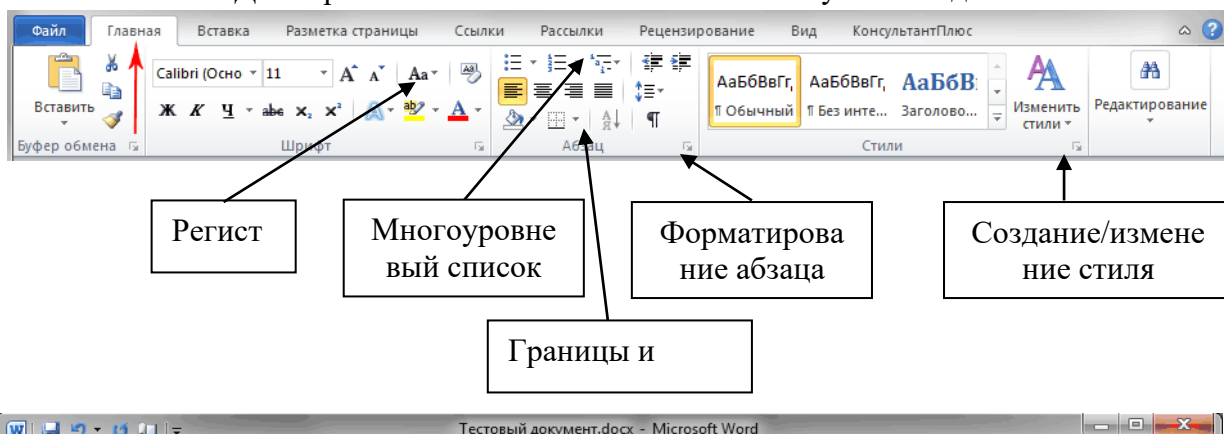 Файл Главная Вставка Разметка страницы Ссылки Рассылки Рецензирование Вид КонсультантПлюс
Calibri (Осно 11 Aa
АаБбВвГг, АаБбВвГг, АаБбВ
Вставить Ж К Ч abc x₂ x² А
¶ Обычный ¶ Без инте... Заголово... Изменить стили Редактирование
Буфер обмена Шрифт Абзац Стили
Регист
Многоуровне
вый список
Форматирова
ние абзаца
Создание/измене
ние стиля
Границы и
Тестовый документ.docx - Microsoft Word